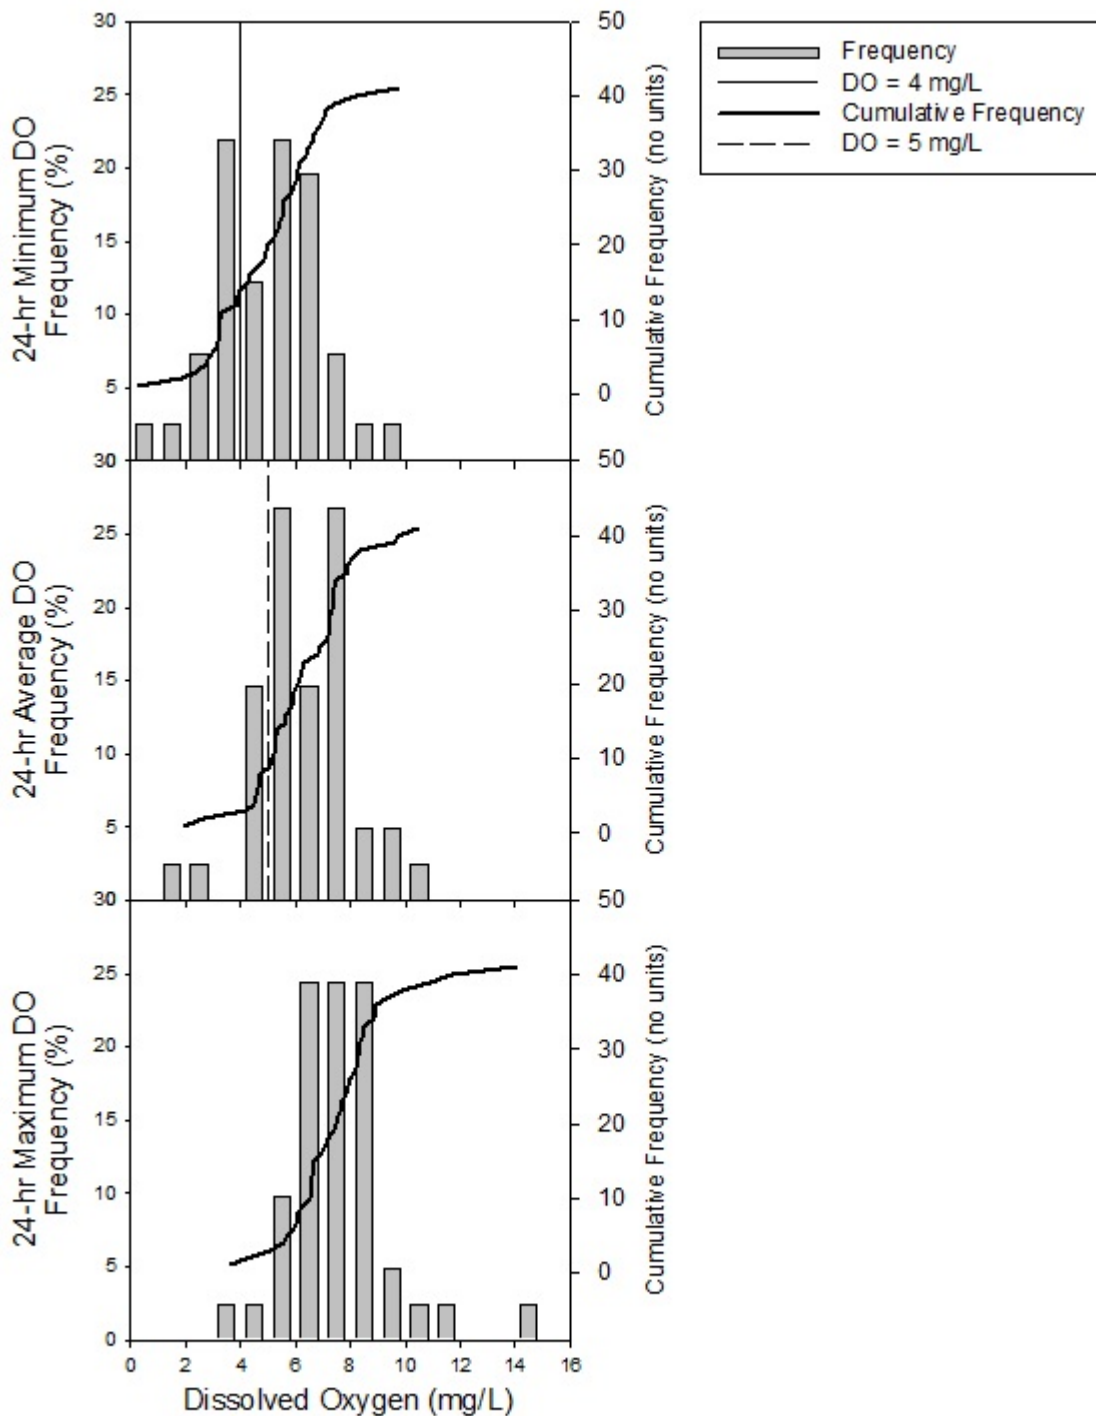 24-hr Minimum DO
Frequency (%)
30
25
20
15
10
5
50
40
30
20
10
0
Cumulative Frequency (no units)
Frequency
DO = 4 mg/L
Cumulative Frequency
DO = 5 mg/L
24-hr Average DO
Frequency (%)
30
25
20
15
10
5
50
40
30
20
10
0
Cumulative Frequency (no units)
24-hr Maximum DO
Frequency (%)
30
25
20
15
10
5
0
50
40
30
20
10
0
Cumulative Frequency (no units)
0 2 4 6 8 10 12 14 16
Dissolved Oxygen (mg/L)